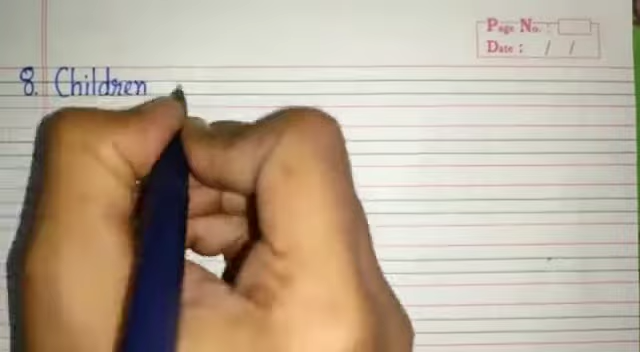 Page No. :
Date : / /
8. Children